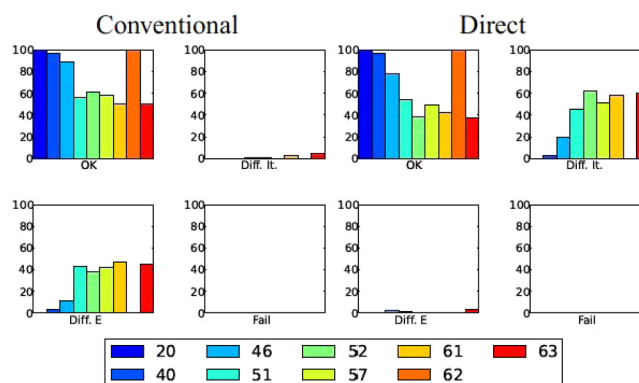 Conventional Direct
100 100 100 100
80 80 80 80
60 60 60 60
40 40 40 40
20 20 20 20
0 0 0 0
OK Diff. It. OK Diff. It.
100 100 100 100
80 80 80 80
60 60 60 60
40 40 40 40
20 20 20 20
0 0 0 0
Diff. E Fail Diff. E Fail
20 46 52 61 63
40 51 57 62